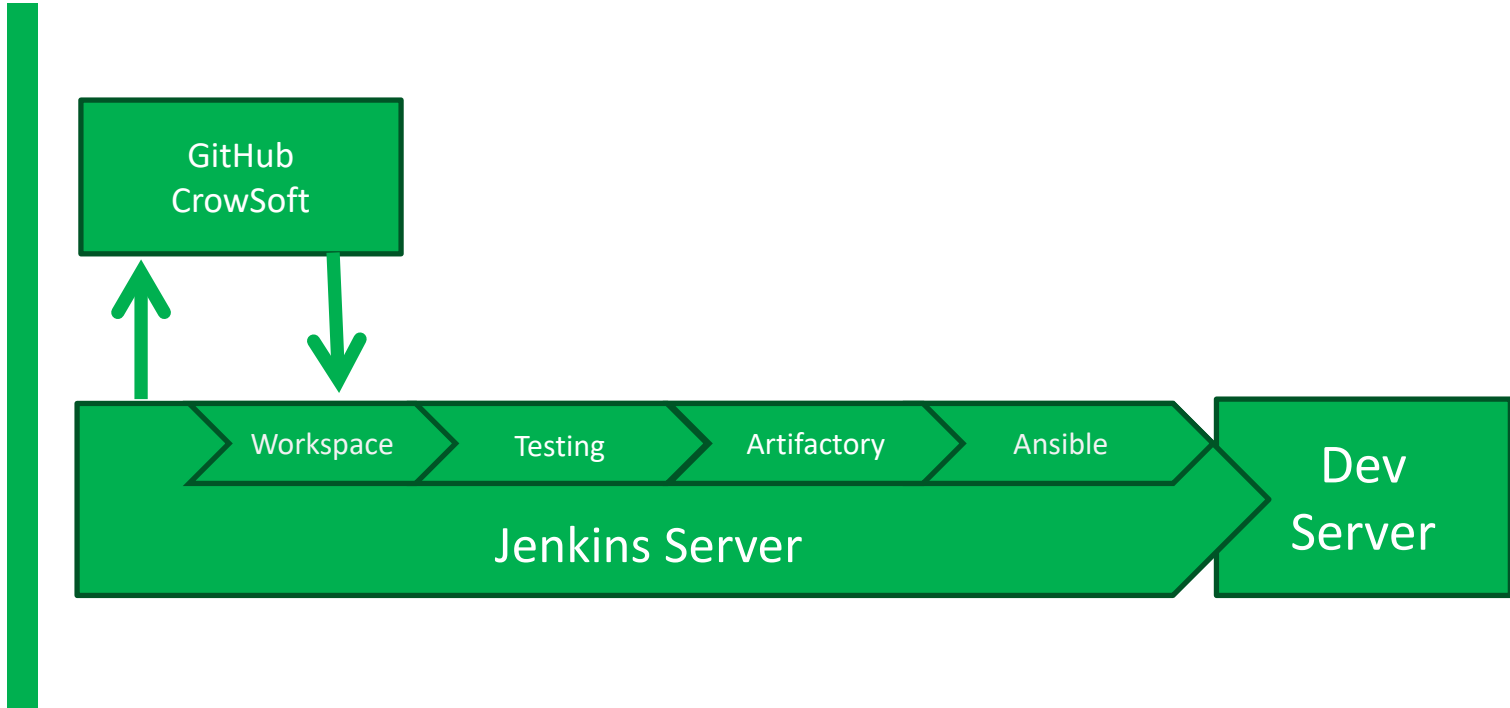 GitHub
CrowSoft
Workspace
Testing
Artifactory
Ansible
Jenkins Server
Dev
Server